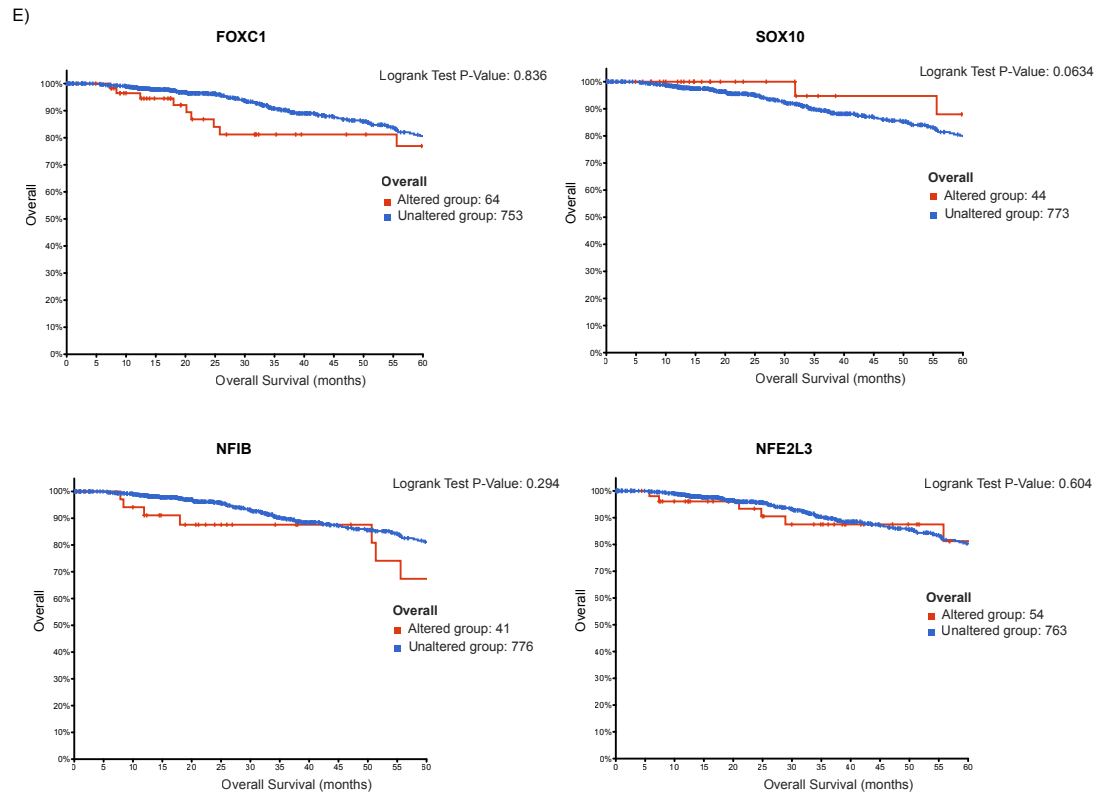 E)
FOXC1
Logrank Test P-Value: 0.836
Overall
100%
90%
80%
70%
60%
50%
40%
30%
20%
10%
0%
Overall
Altered group: 64
Unaltered group: 753
0 5 10 15 20 25 30 35 40 45 50 55 60
Overall Survival (months)
SOX10
Logrank Test P-Value: 0.0634
Overall
100%
90%
80%
70%
60%
50%
40%
30%
20%
10%
0%
Overall
Altered group: 44
Unaltered group: 773
0 5 10 15 20 25 30 35 40 45 50 55 60
Overall Survival (months)
NFIB
Logrank Test P-Value: 0.294
Overall
100%
90%
80%
70%
60%
50%
40%
30%
20%
10%
0%
Overall
Altered group: 41
Unaltered group: 776
0 5 10 15 20 25 30 35 40 45 50 55 60
Overall Survival (months)
NFE2L3
Logrank Test P-Value: 0.604
Overall
100%
90%
80%
70%
60%
50%
40%
30%
20%
10%
0%
Overall
Altered group: 54
Unaltered group: 763
0 5 10 15 20 25 30 35 40 45 50 55 60
Overall Survival (months)